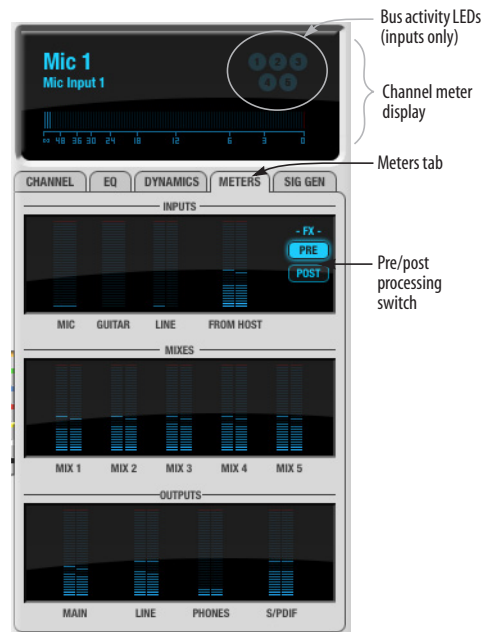 Bus activity LEDs
(inputs only)
Mic 1
Mic Input 1
1 2 3
4 5
Channel meter
display
∞ 48 36 30 24 18 12 6 3 0
Meters tab
CHANNEL EQ DYNAMICS METERS SIG GEN
INPUTS
- FX -
PRE
POST
Pre/post
processing
switch
MIC GUITAR LINE FROM HOST
MIXES
MIX 1 MIX 2 MIX 3 MIX 4 MIX 5
OUTPUTS
MAIN LINE PHONES S/PDIF